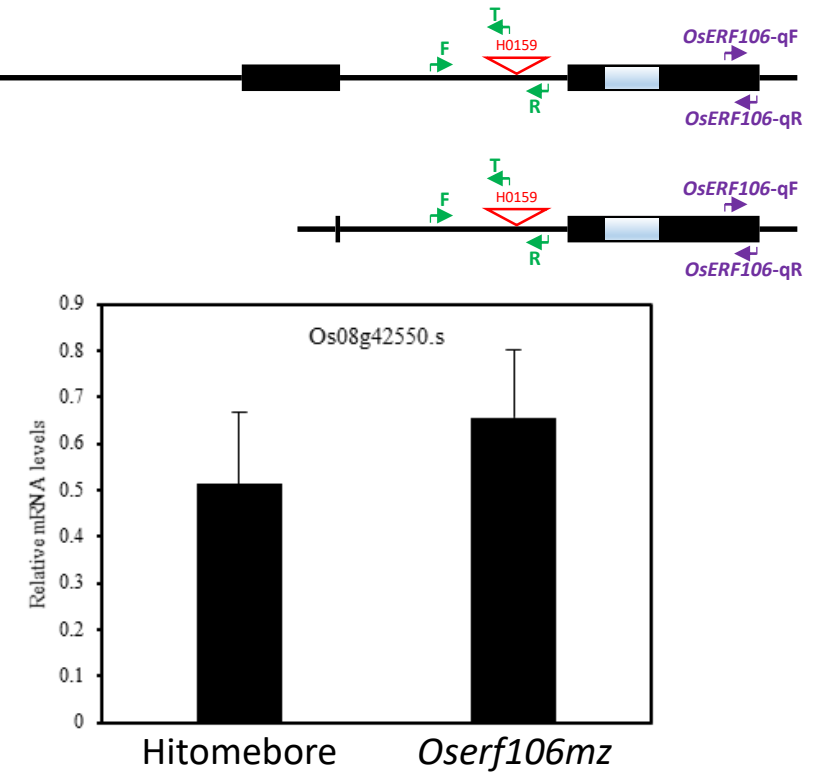 T
OsERF106-qF
F
H0159
R
OsERF106-qR
T
OsERF106-qF
F
H0159
R
OsERF106-qR
0.9
Os08g42550.s
0.8
0.7
0.6
0.5
0.4
0.3
0.2
0.1
0
Relative mRNA levels
Hitomebore
Oserf106mz